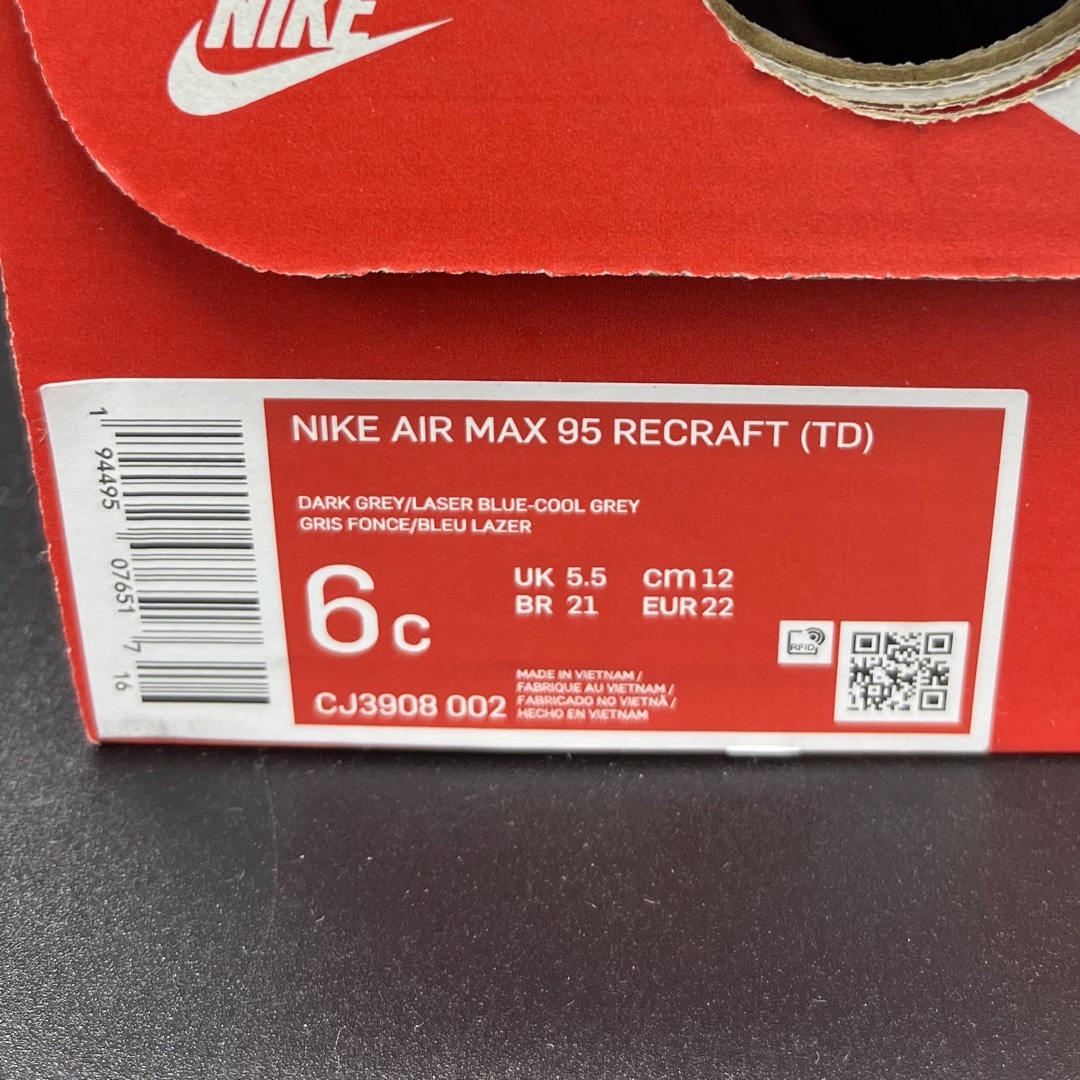 NIKE
NIKE AIR MAX 95 RECRAFT (TD)
DARK GREY/LASER BLUE-COOL GREY
GRIS FONCE/BLEU LAZER
6 C
UK 5.5 cm 12
BR 21 EUR 22
RFID
CJ3908 002
MADE IN VIETNAM /
FABRIQUE AU VIETNAM /
FABRICADO NO VIETNÃ /
HECHO EN VIETNAM
1 94495 07651 7 16